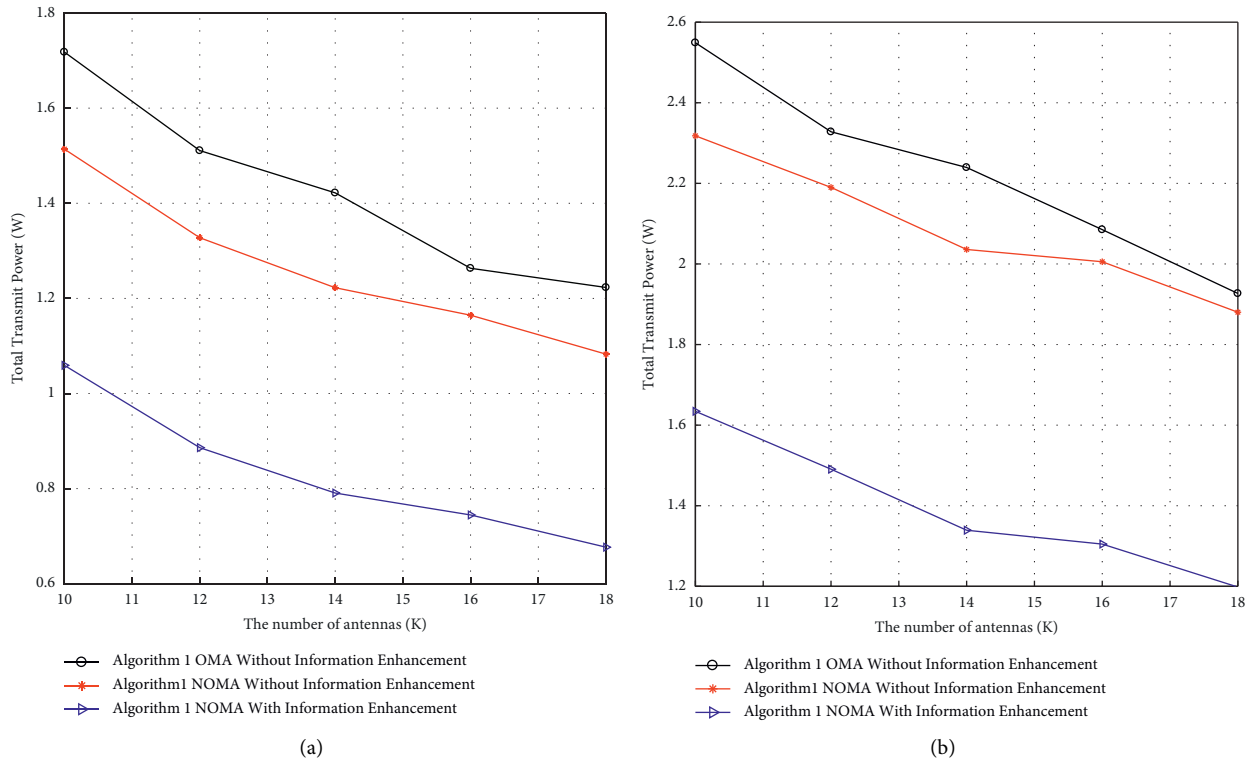 1.8
1.6
1.4
1.2
1
0.8
0.6
Total Transmit Power (W)
10 11 12 13 14 15 16 17 18
The number of antennas (K)
Algorithm 1 OMA Without Information Enhancement
Algorithm1 NOMA Without Information Enhancement
Algorithm 1 NOMA With Information Enhancement
(a)
2.6
2.4
2.2
2
1.8
1.6
1.4
1.2
Total Transmit Power (W)
10 11 12 13 14 15 16 17 18
The number of antennas (K)
Algorithm 1 OMA Without Information Enhancement
Algorithm1 NOMA Without Information Enhancement
Algorithm 1 NOMA With Information Enhancement
(b)